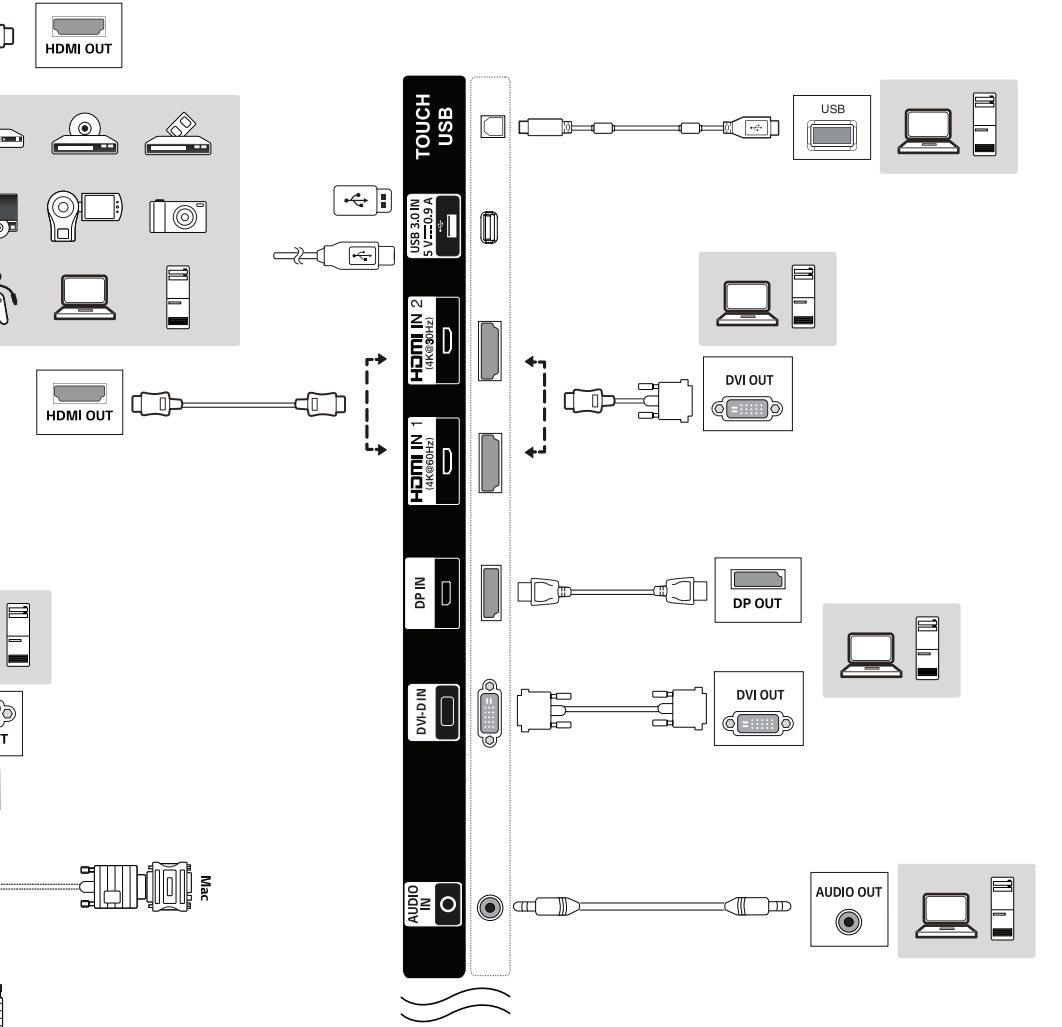 HDMI OUT
TOUCH
USB
USB
USB 3.0 IN
5 V⎓0.9 A
HDMI IN 2
(4K@30Hz)
HDMI OUT
DVI OUT
HDMI IN 1
(4K@60Hz)
DP IN
DP OUT
DVI-D IN
DVI OUT
T
Mac
AUDIO
IN
AUDIO OUT